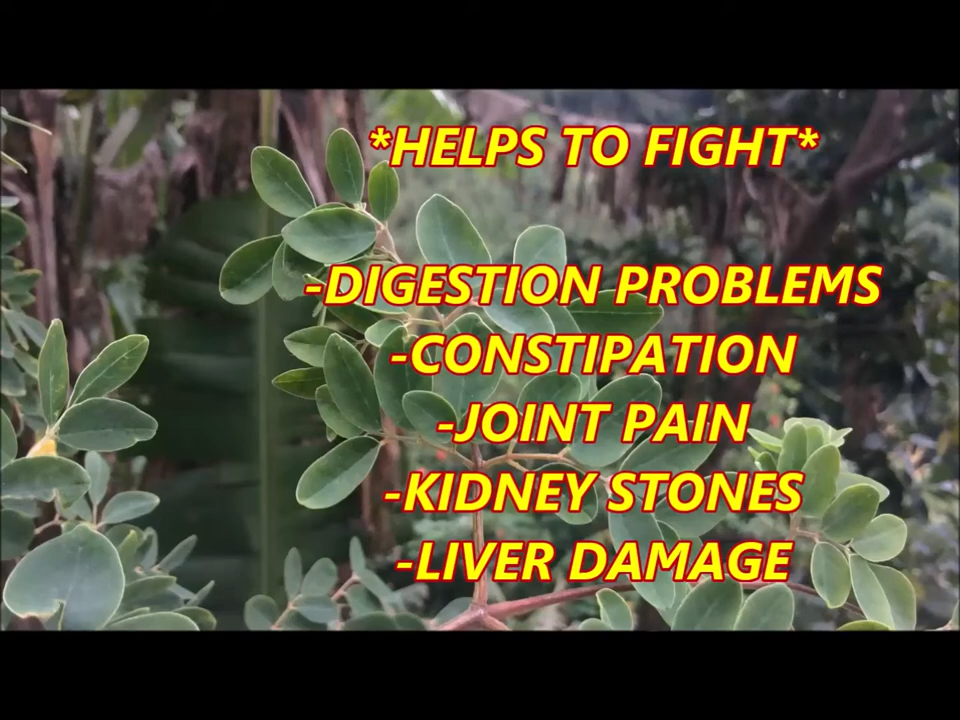 *HELPS TO FIGHT*
-DIGESTION PROBLEMS
-CONSTIPATION
-JOINT PAIN
-KIDNEY STONES
-LIVER DAMAGE